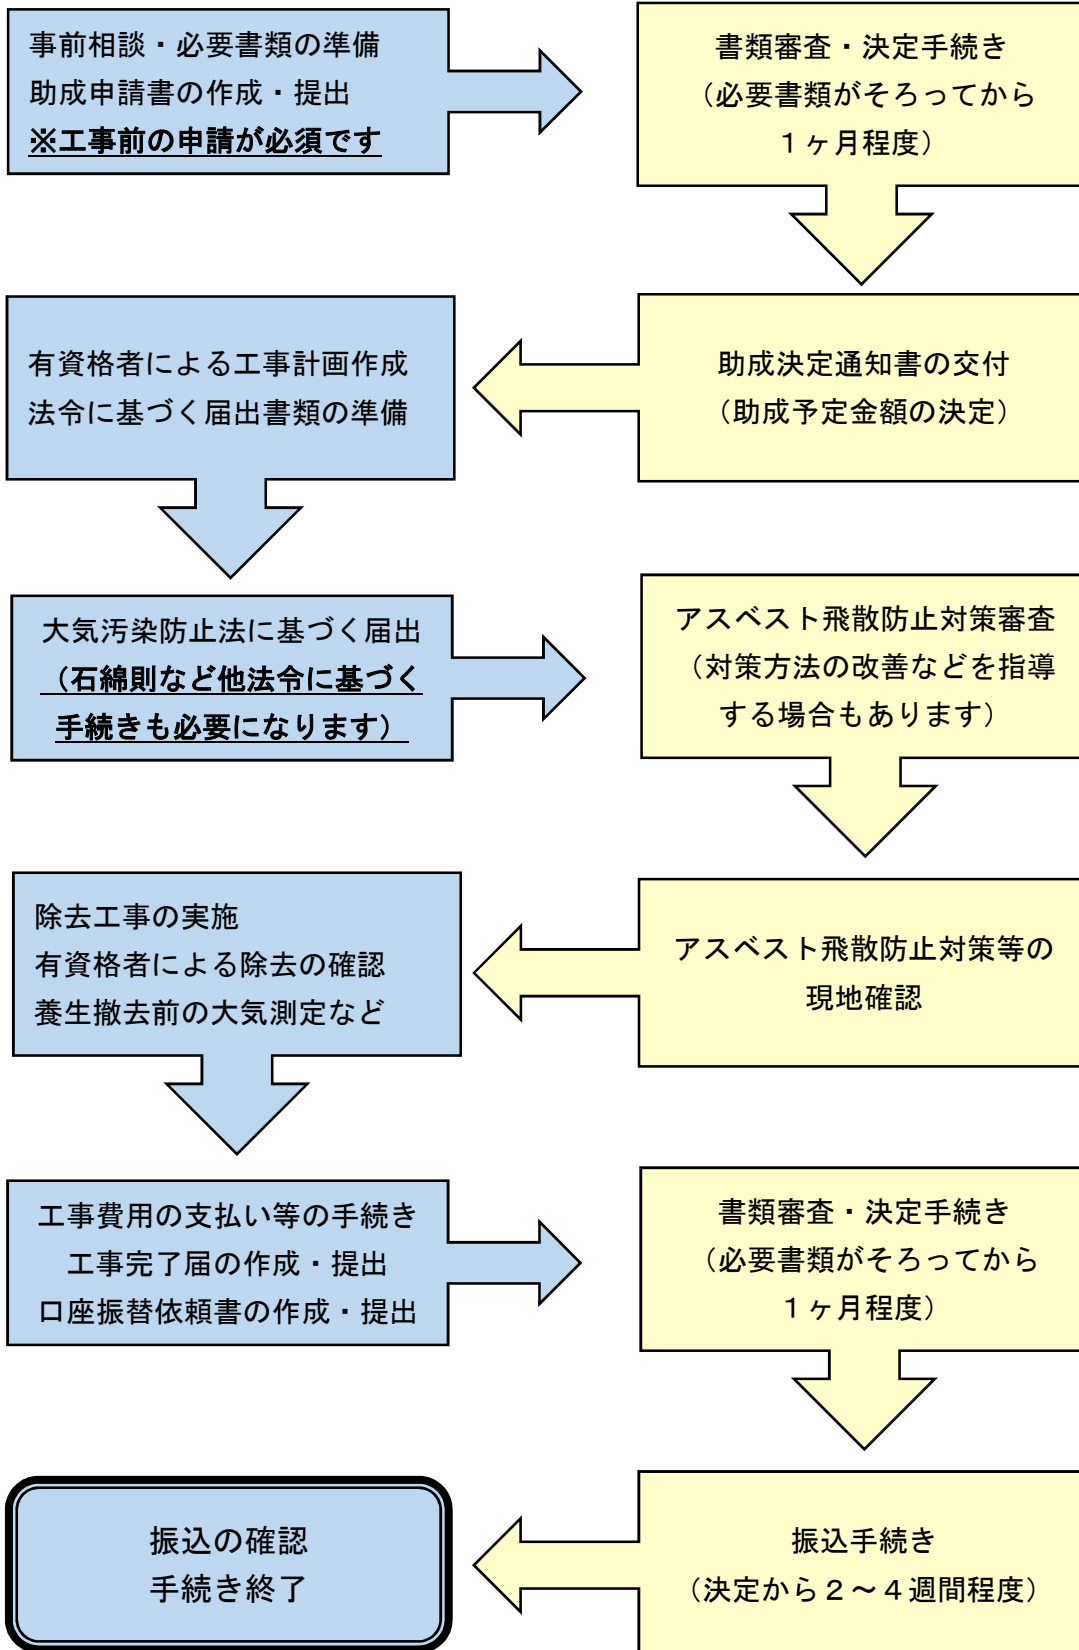 事前相談・必要書類の準備
助成申請書の作成・提出
※工事前の申請が必須です
書類審査・決定手続き
（必要書類がそろってから
１ヶ月程度）
助成決定通知書の交付
（助成予定金額の決定）
有資格者による工事計画作成
法令に基づく届出書類の準備
大気汚染防止法に基づく届出
（石綿則など他法令に基づく
手続きも必要になります）
アスベスト飛散防止対策審査
（対策方法の改善などを指導
する場合もあります）
アスベスト飛散防止対策等の
現地確認
除去工事の実施
有資格者による除去の確認
養生撤去前の大気測定など
工事費用の支払い等の手続き
工事完了届の作成・提出
口座振替依頼書の作成・提出
書類審査・決定手続き
（必要書類がそろってから
１ヶ月程度）
振込手続き
（決定から２～４週間程度）
振込の確認
手続き終了